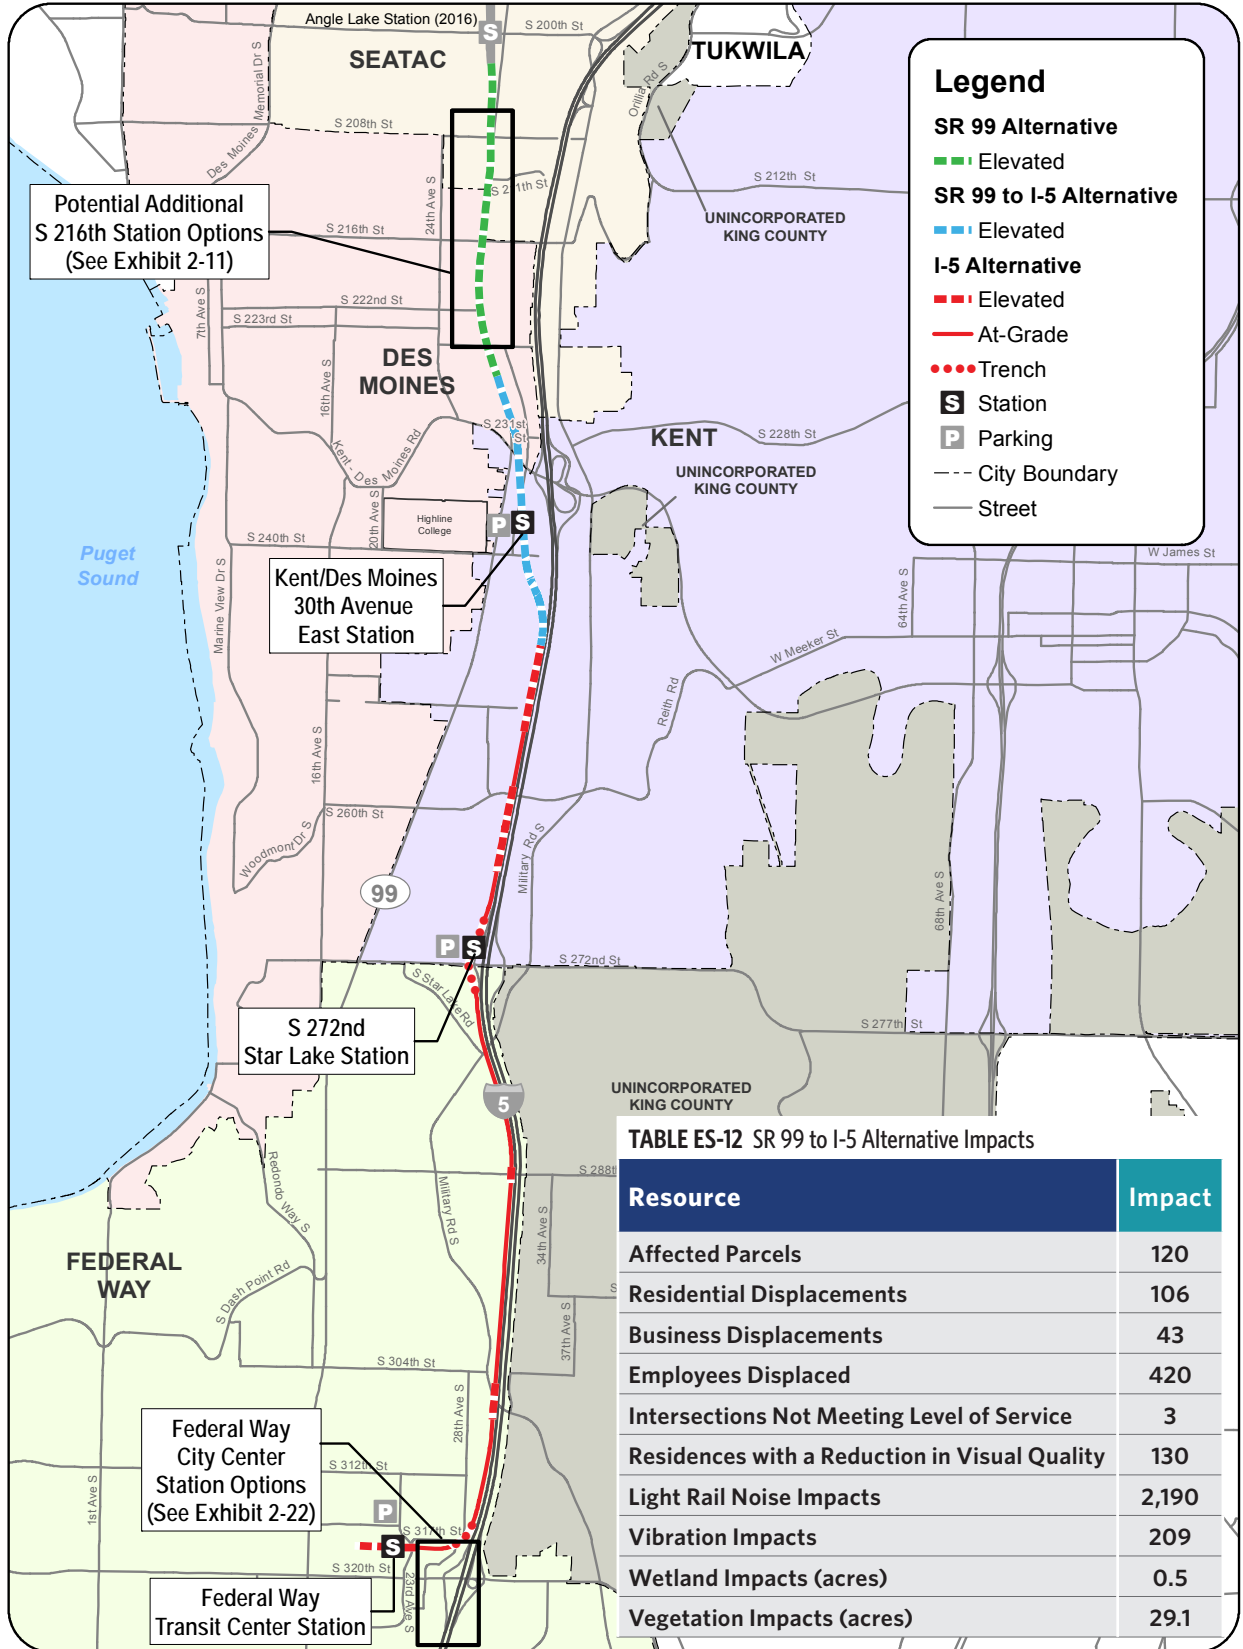 Angle Lake Station (2016)
S
S 200th St
SEATAC
TUKWILA
Des Moines Memorial Dr S
Orillia Rd S
S 208th St
S 211th St
24th Ave S
S 212th St
UNINCORPORATED
KING COUNTY
Potential Additional
S 216th Station Options
(See Exhibit 2-11)
S 216th St
7th Ave S
S 222nd St
S 223rd St
16th Ave S
DES
MOINES
S 231st
St
Kent - Des Moines Rd
KENT
S 228th St
UNINCORPORATED
KING COUNTY
20th Ave S
Highline
College
P
S
S 240th St
Puget
Sound
Kent/Des Moines
30th Avenue
East Station
Marine View Dr S
W James St
64th Ave S
W Meeker St
Reith Rd
16th Ave S
S 260th St
Woodmont Dr S
Military Rd S
99
68th Ave S
P
S
S 272nd St
S Star Lake Rd
S 272nd
Star Lake Station
S 277th St
5
UNINCORPORATED
KING COUNTY
Redondo Way S
Military Rd S
S 288th
34th Ave S
FEDERAL
WAY
S Dash Point Rd
37th Ave S
S
S 304th St
28th Ave S
Federal Way
City Center
Station Options
(See Exhibit 2-22)
S 312th St
1st Ave S
P
S 317th St
S
S 320th St
23rd Ave S
Federal Way
Transit Center Station
Legend
SR 99 Alternative
Elevated
SR 99 to I-5 Alternative
Elevated
I-5 Alternative
Elevated
At-Grade
Trench
S Station
P Parking
City Boundary
Street
TABLE ES-12 SR 99 to I-5 Alternative Impacts
Resource Impact
Affected Parcels 120
Residential Displacements 106
Business Displacements 43
Employees Displaced 420
Intersections Not Meeting Level of Service 3
Residences with a Reduction in Visual Quality 130
Light Rail Noise Impacts 2,190
Vibration Impacts 209
Wetland Impacts (acres) 0.5
Vegetation Impacts (acres) 29.1